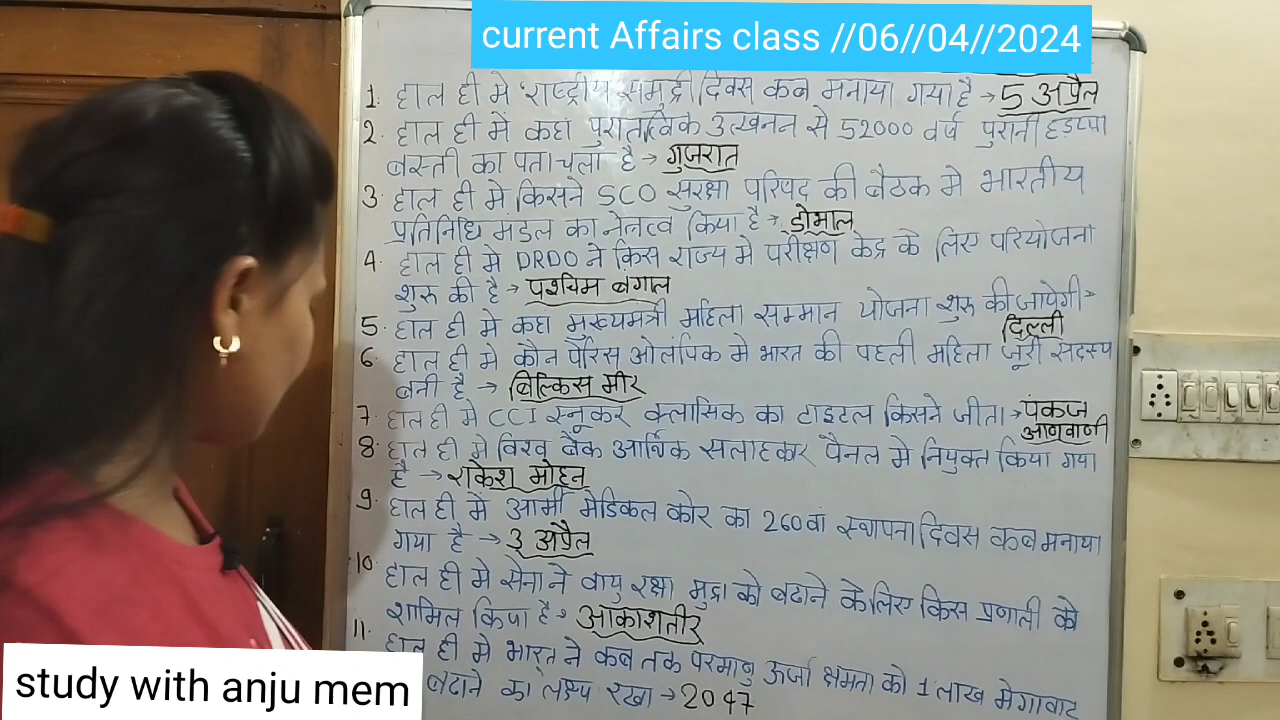 current Affairs class //06//04//2024
1. हाल ही मे राष्ट्रीय समुद्री दिवस कब मनाया गया है → 5 अप्रैल
2. हाल ही में कहां पुरातत्विक उत्खनन से 52000 वर्ष पुरानी हड़प्पा
बस्ती का पता चला है → गुजरात
3. हाल ही मे किसने SCO सुरक्षा परिषद की बैठक मे भारतीय
प्रतिनिधि मंडल का नेतत्व किया है → डोभाल
4. हाल ही मे DRDO ने किस राज्य मे परीक्षण केद्र के लिए परियोजना
शुरू की है → पश्चिम बंगाल
5. हाल ही मे कहा मुख्यमंत्री महिला सम्मान योजना शुरू की जायेगी →
दिल्ली
6. हाल ही मे कौन पेरिस ओलंपिक मे भारत की पहली महिला जूरी सदस्य
बनी है → बिल्किस मीर
7. हाल ही मे CCI स्नूकर क्लासिक का टाइटल किसने जीता → पंकज
आणवाणी
8. हाल ही मे विश्व बैंक आर्थिक सलाहकार पैनल मे नियुक्त किया गया
है → राकेश मोहन
9. हाल ही में आर्मी मेडिकल कोर का 260वां स्थापना दिवस कब मनाया
गया है → 3 अप्रैल
10. हाल ही मे सेना ने वायु रक्षा मुद्रा को बढाने के लिए किस प्रणाली को
शामिल किया है → आकाशतीर
11. हाल ही मे भारत ने कब तक परमाणु ऊर्जा क्षमता को 1 लाख मेगावाट
बढाने का लक्ष्य रखा → 2047
study with anju mem